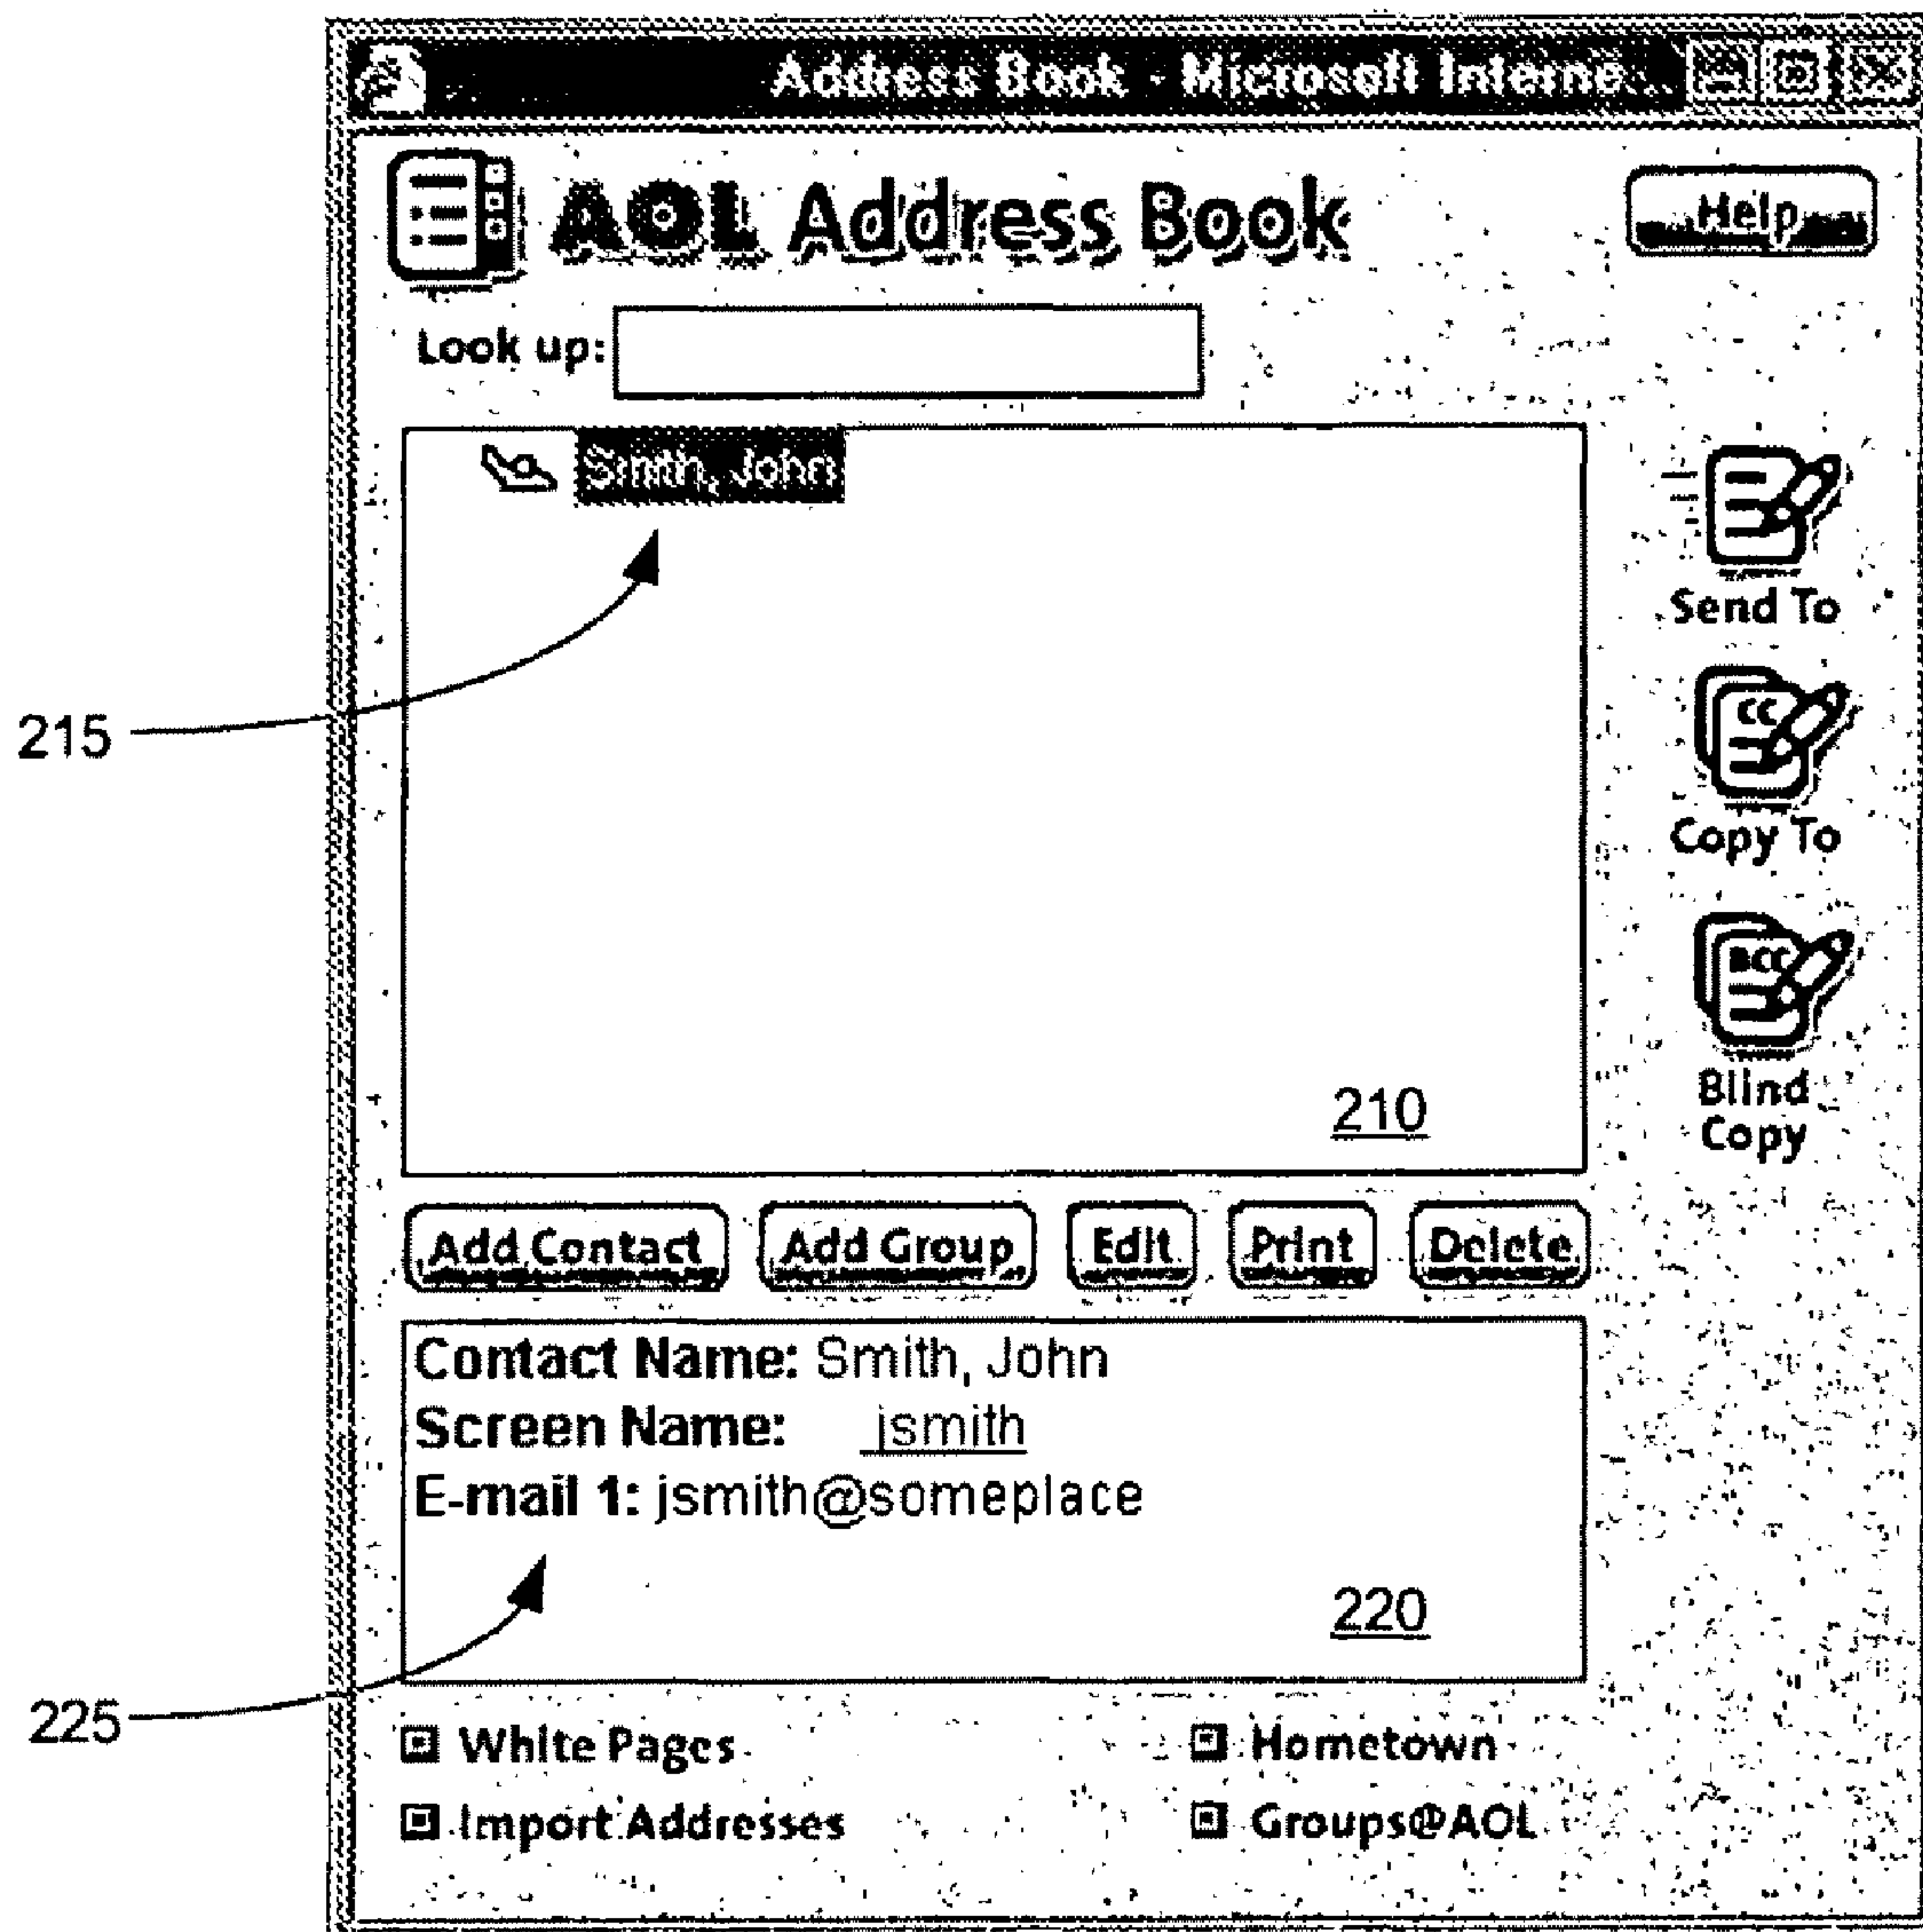 Address Book - Microsoft Interne...
AOL Address Book
Help
Look up:
Smith, John
215
Send To
CC
Copy To
BCC
Blind
Copy
210
Add Contact Add Group Edit Print Delete
Contact Name: Smith, John
Screen Name: jsmith
E-mail 1: jsmith@someplace
220
225
White Pages Hometown
Import Addresses Groups@AOL